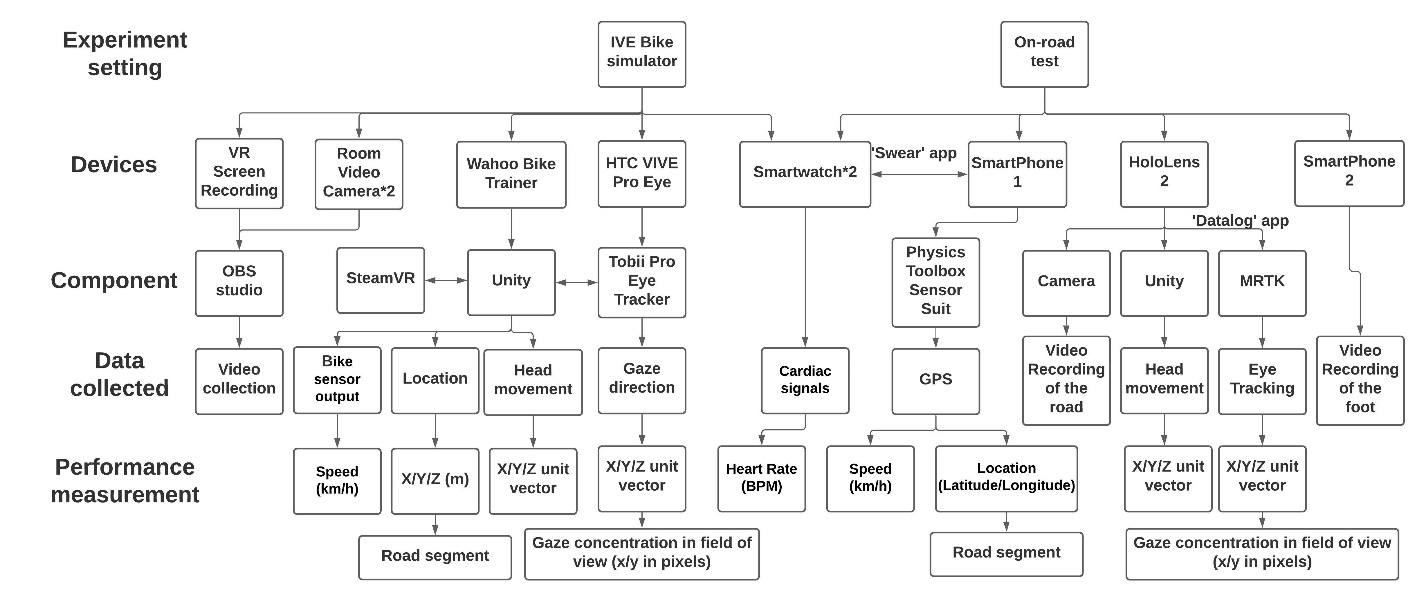 Experiment
setting
IVE Bike
simulator
On-road
test
Devices
VR
Screen
Recording
Room
Video
Camera*2
Wahoo Bike
Trainer
HTC VIVE
Pro Eye
Smartwatch*2
'Swear' app
SmartPhone
1
HoloLens
2
SmartPhone
2
'Datalog' app
Component
OBS
studio
SteamVR
Unity
Tobii Pro
Eye
Tracker
Physics
Toolbox
Sensor
Suit
Camera
Unity
MRTK
Data
collected
Video
collection
Bike
sensor
output
Location
Head
movement
Gaze
direction
Cardiac
signals
GPS
Video
Recording
of the
road
Head
movement
Eye
Tracking
Video
Recording
of the
foot
Performance
measurement
Speed
(km/h)
X/Y/Z (m)
X/Y/Z unit
vector
X/Y/Z unit
vector
Heart Rate
(BPM)
Speed
(km/h)
Location
(Latitude/Longitude)
X/Y/Z unit
vector
X/Y/Z unit
vector
Road segment
Gaze concentration in field of
view (x/y in pixels)
Road segment
Gaze concentration in field of view
(x/y in pixels)